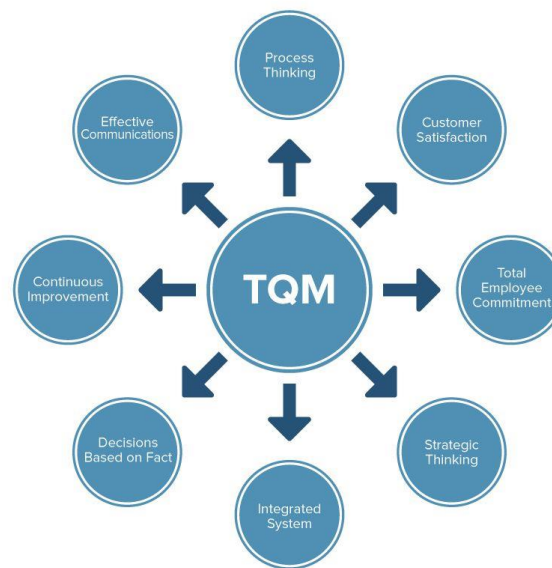 Process
Thinking
Effective
Communications
Customer
Satisfaction
Continuous
Improvement
TQM
Total
Employee
Commitment
Decisions
Based on Fact
Strategic
Thinking
Integrated
System